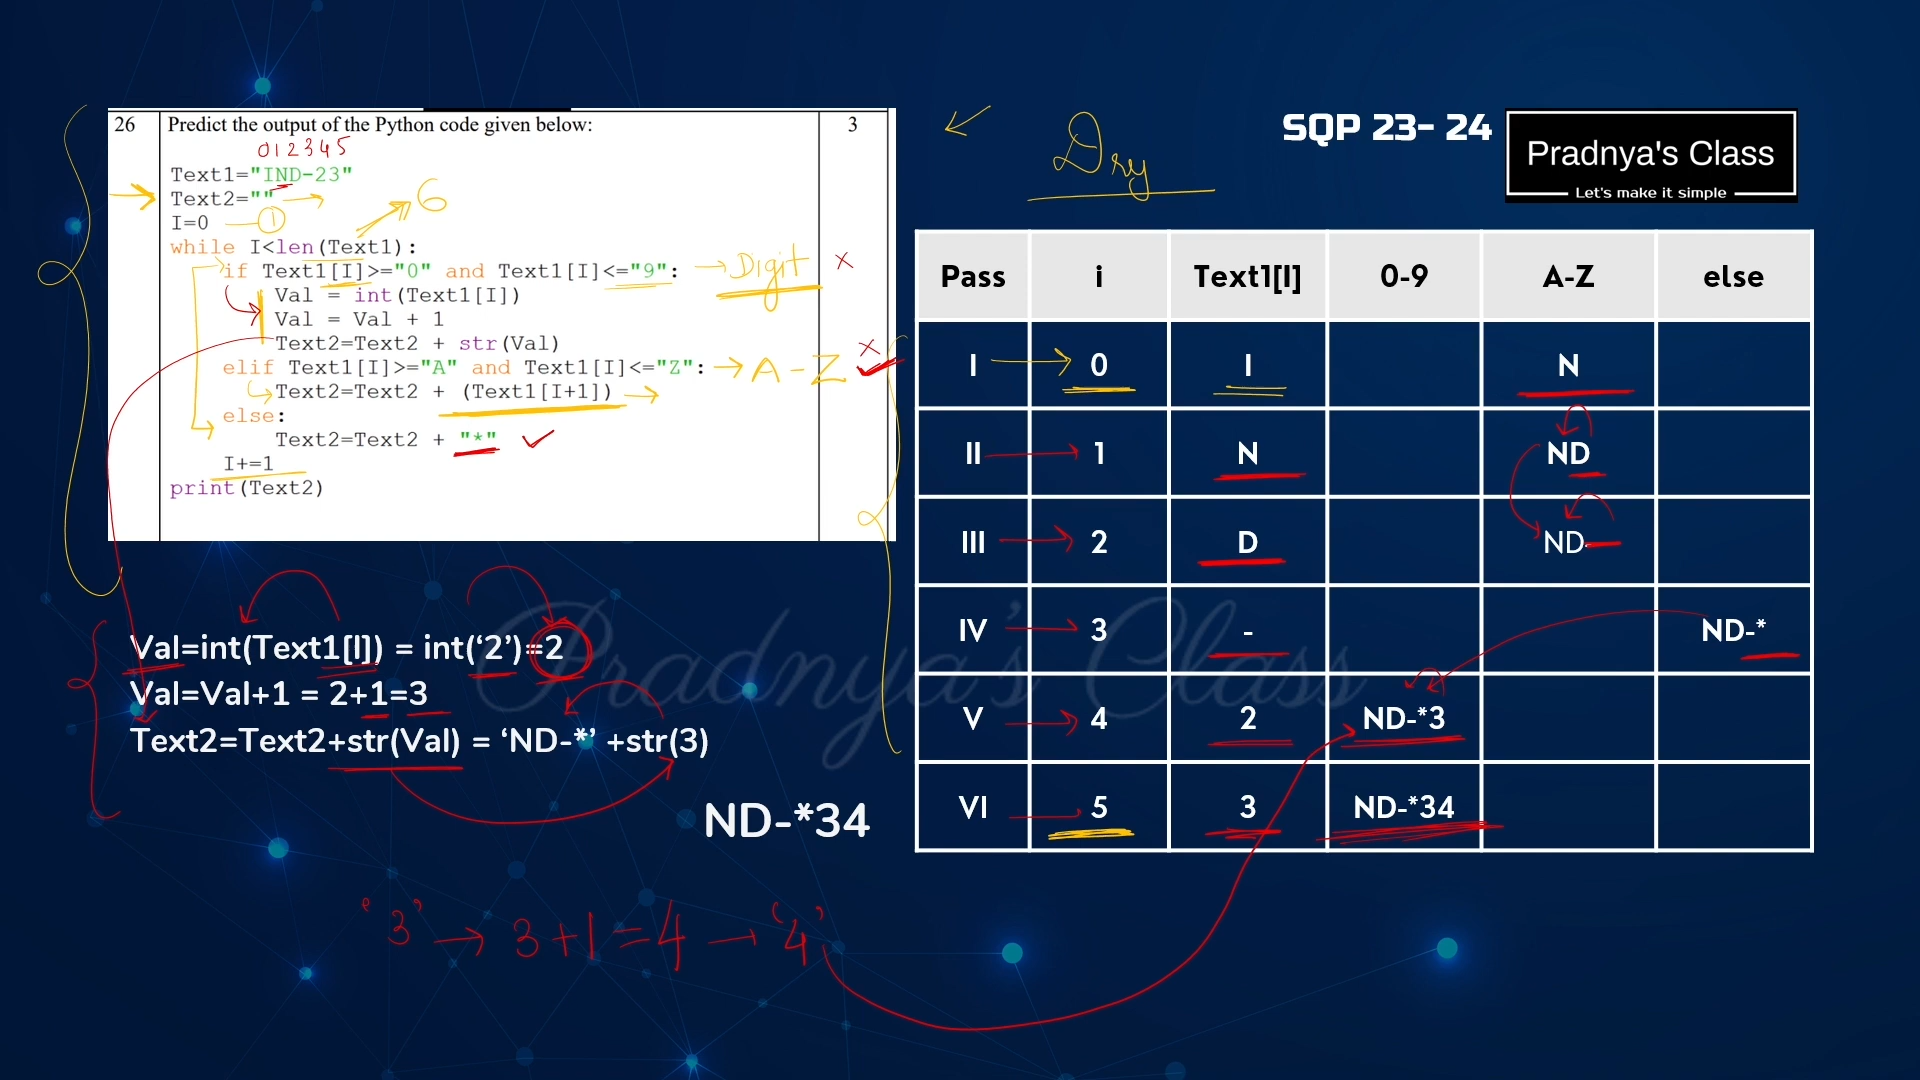 SQP 23- 24
Pradnya's Class
Let's make it simple
Dry
26 Predict the output of the Python code given below: 3
012345
Text1="IND-23"
Text2=""
I=0
1
6
while I<len(Text1):
if Text1[I]>="0" and Text1[I]<="9":
Digit
Val = int(Text1[I])
Val = Val + 1
Text2=Text2 + str(Val)
elif Text1[I]>="A" and Text1[I]<="Z":
A-Z
Text2=Text2 + (Text1[I+1])
else:
Text2=Text2 + "*"
I+=1
print(Text2)
Val=int(Text1[I]) = int(‘2’)=2
Val=Val+1 = 2+1=3
Text2=Text2+str(Val) = ‘ND-*’ +str(3)
ND-*34
‘3’ → 3+1=4 → ‘4’
Pass i Text1[I] 0-9 A-Z else
I 0 I N
II 1 N ND
III 2 D ND-
IV 3 - ND-*
V 4 2 ND-*3
VI 5 3 ND-*34
Pradnya's Class